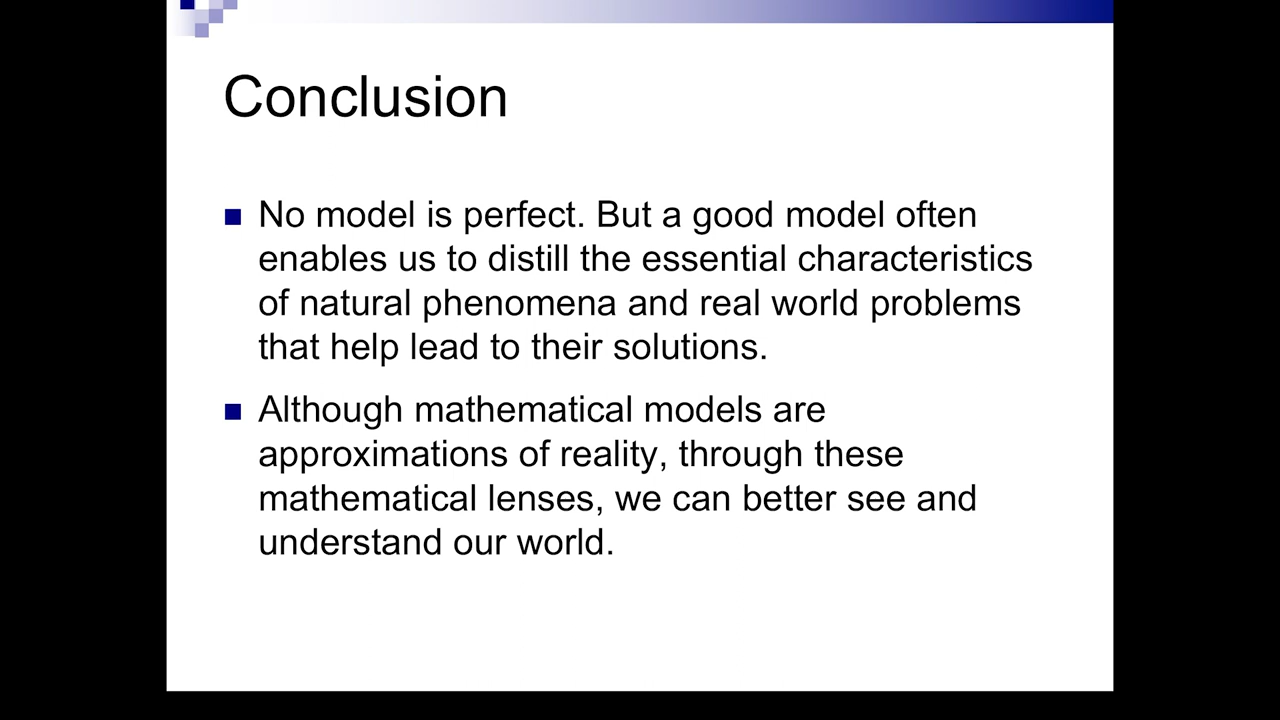 Conclusion
No model is perfect. But a good model often
enables us to distill the essential characteristics
of natural phenomena and real world problems
that help lead to their solutions.
Although mathematical models are
approximations of reality, through these
mathematical lenses, we can better see and
understand our world.